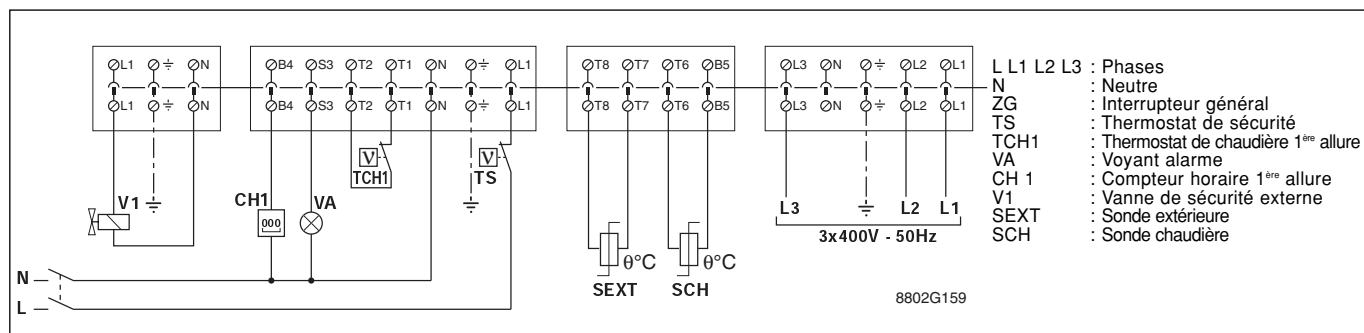 L1 ⏚ N B4 S3 T2 T1 N ⏚ L1 T8 T7 T6 B5 L3 N ⏚ L2 L1
L1 N B4 S3 T2 T1 N L1 T8 T7 T6 B5 L3 N L2 L1
V1
CH1
000
VA
V
TCH1
V
TS
θ°C
SEXT
θ°C
SCH
L3 L2 L1
3x400V - 50Hz
N
L
8802G159
L L1 L2 L3 : Phases
N : Neutre
ZG : Interrupteur général
TS : Thermostat de sécurité
TCH1 : Thermostat de chaudière 1ère allure
VA : Voyant alarme
CH 1 : Compteur horaire 1ère allure
V1 : Vanne de sécurité externe
SEXT : Sonde extérieure
SCH : Sonde chaudière